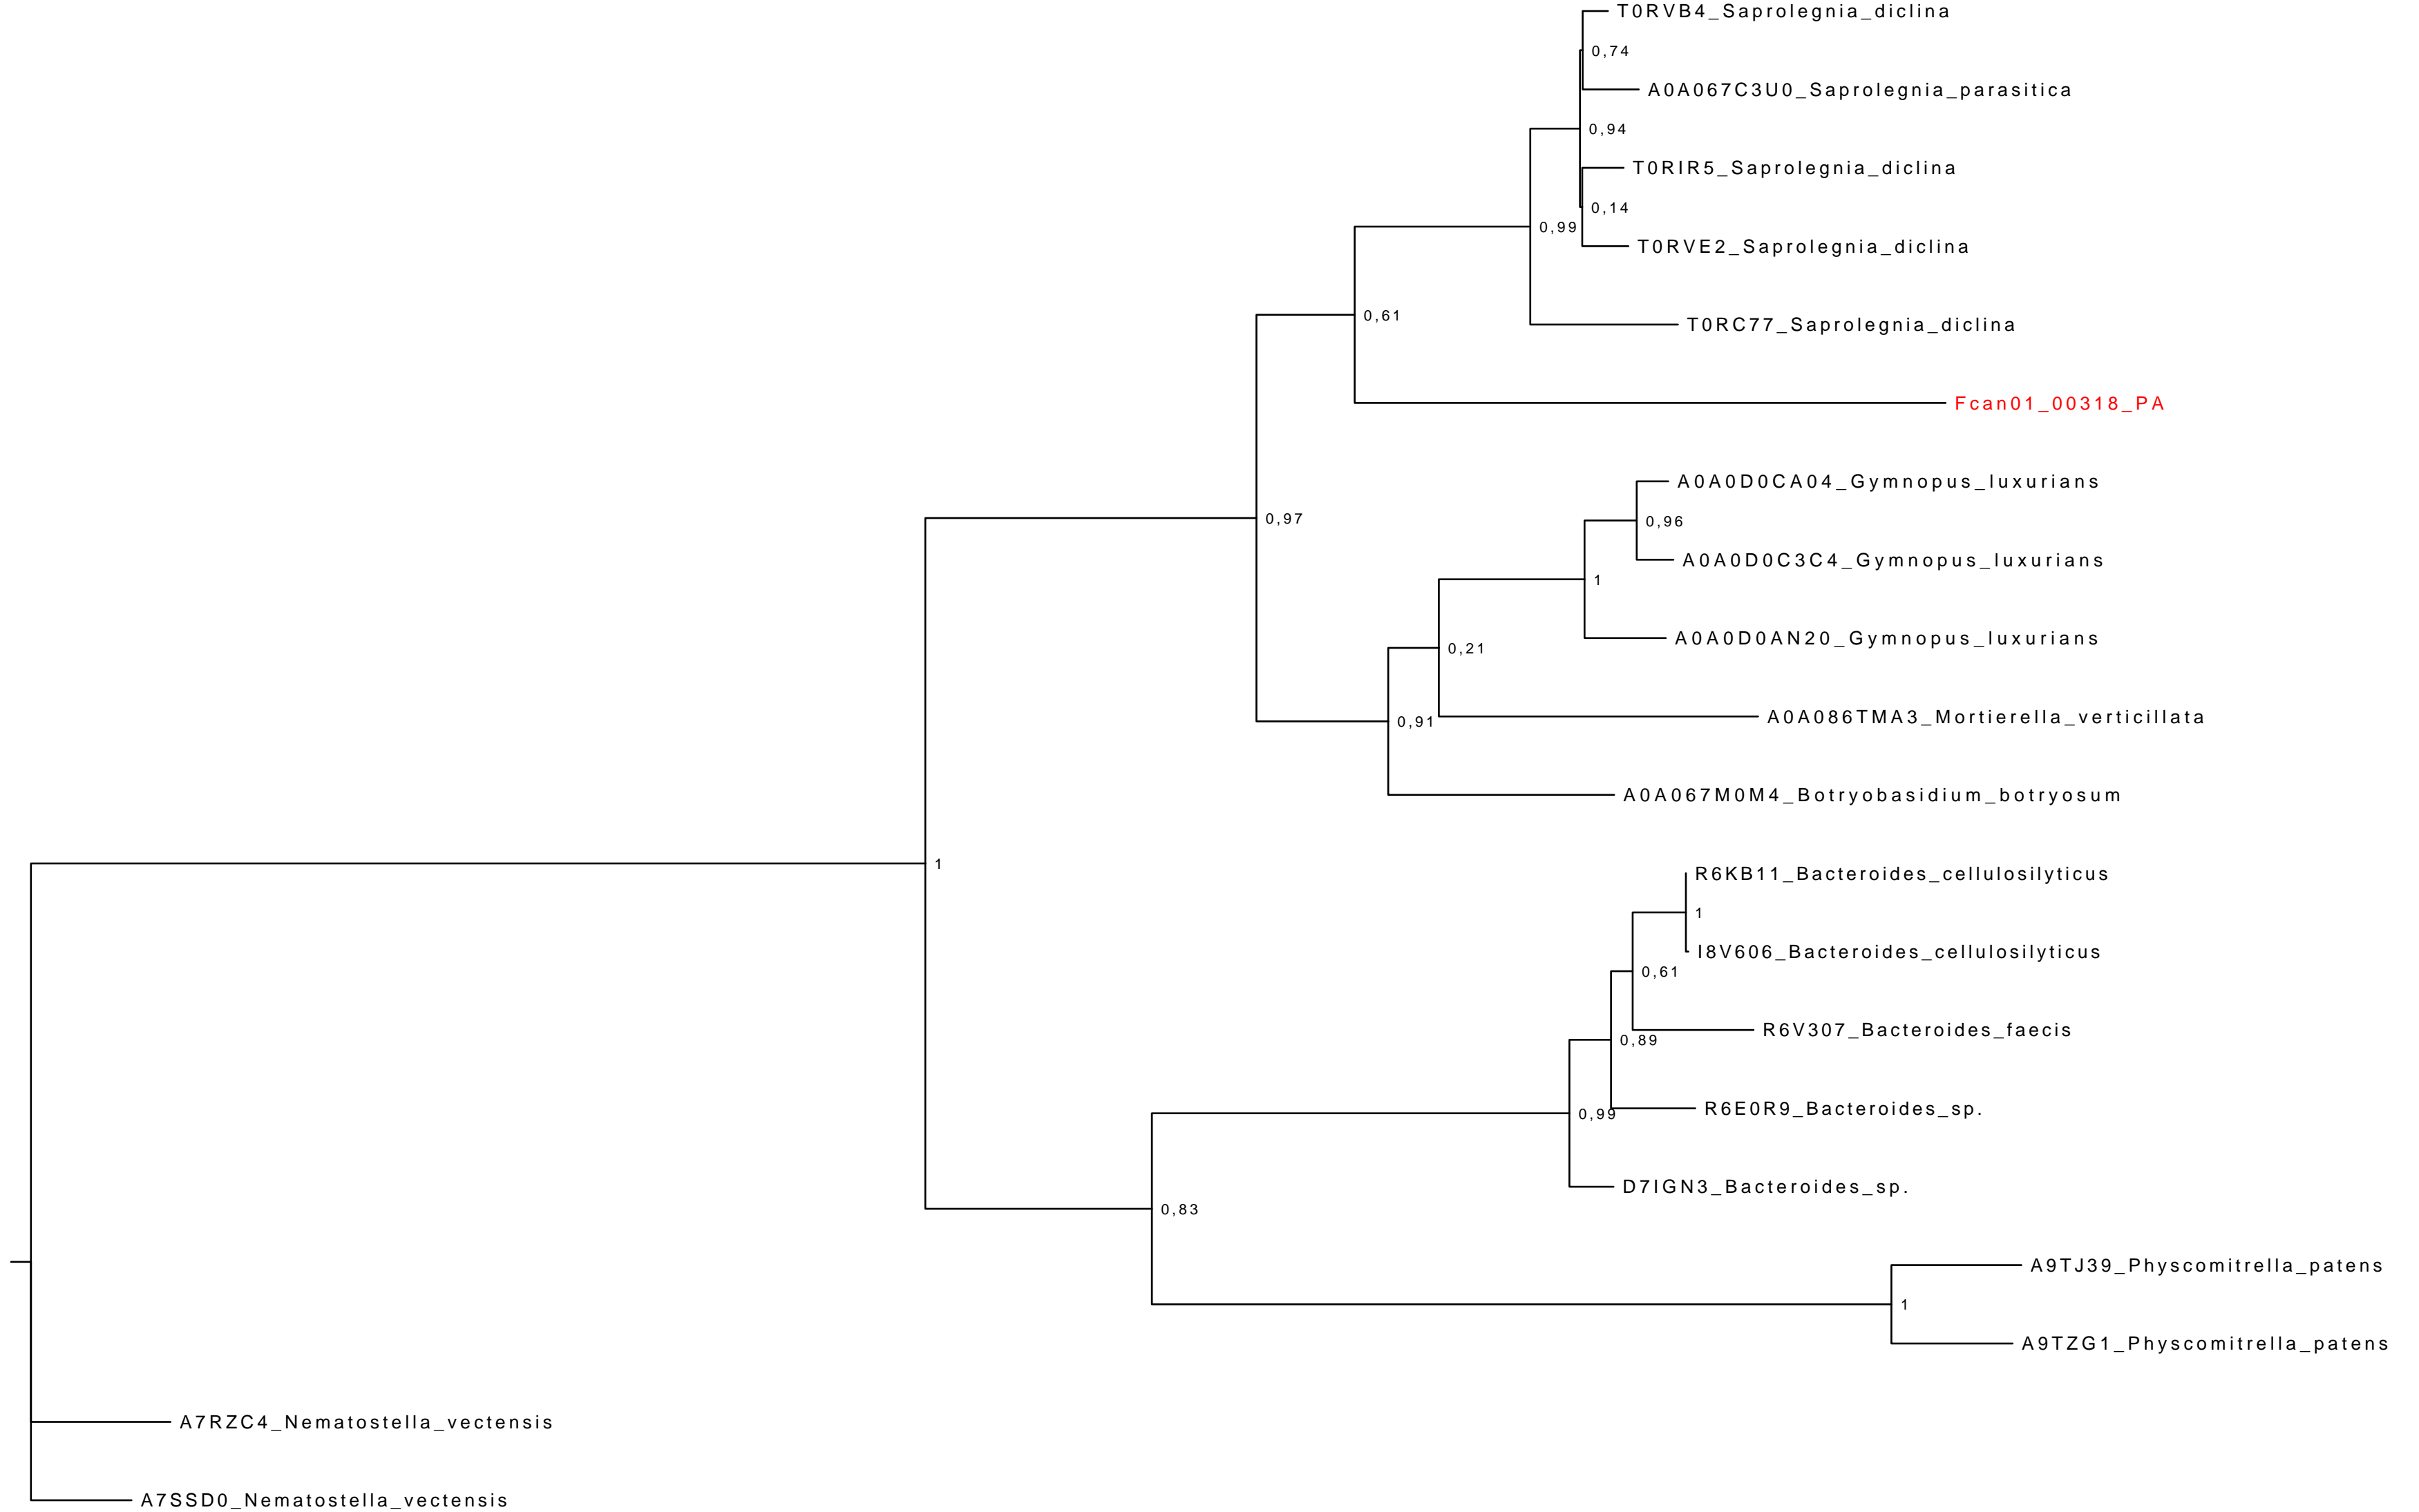 T0RVB4_Saprolegnia_diclina
0,74
A0A067C3U0_Saprolegnia_parasitica
0,94
T0RIR5_Saprolegnia_diclina
0,14
0,99
T0RVE2_Saprolegnia_diclina
0,61
T0RC77_Saprolegnia_diclina
Fcan01_00318_PA
A0A0D0CA04_Gymnopus_luxurians
0,97
0,96
A0A0D0C3C4_Gymnopus_luxurians
1
A0A0D0AN20_Gymnopus_luxurians
0,21
A0A086TMA3_Mortierella_verticillata
0,91
A0A067M0M4_Botryobasidium_botryosum
1
R6KB11_Bacteroides_cellulosilyticus
1
I8V606_Bacteroides_cellulosilyticus
0,61
R6V307_Bacteroides_faecis
0,89
R6E0R9_Bacteroides_sp.
0,99
D7IGN3_Bacteroides_sp.
0,83
A9TJ39_Physcomitrella_patens
1
A9TZG1_Physcomitrella_patens
A7RZC4_Nematostella_vectensis
A7SSD0_Nematostella_vectensis